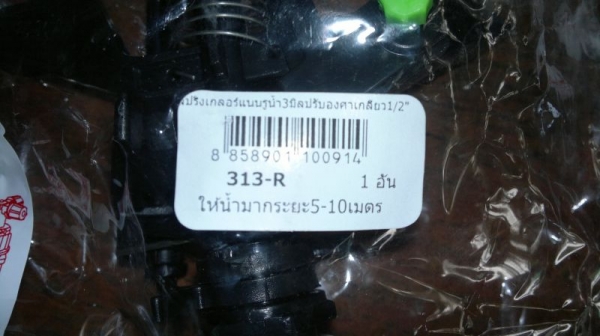 สปริงเกลอร์แนบรูน้ำ3มิลปรับองศาเกลียว1/2"
8 858901 100914
313-R 1 อัน
ให้น้ำมากระยะ5-10เมตร